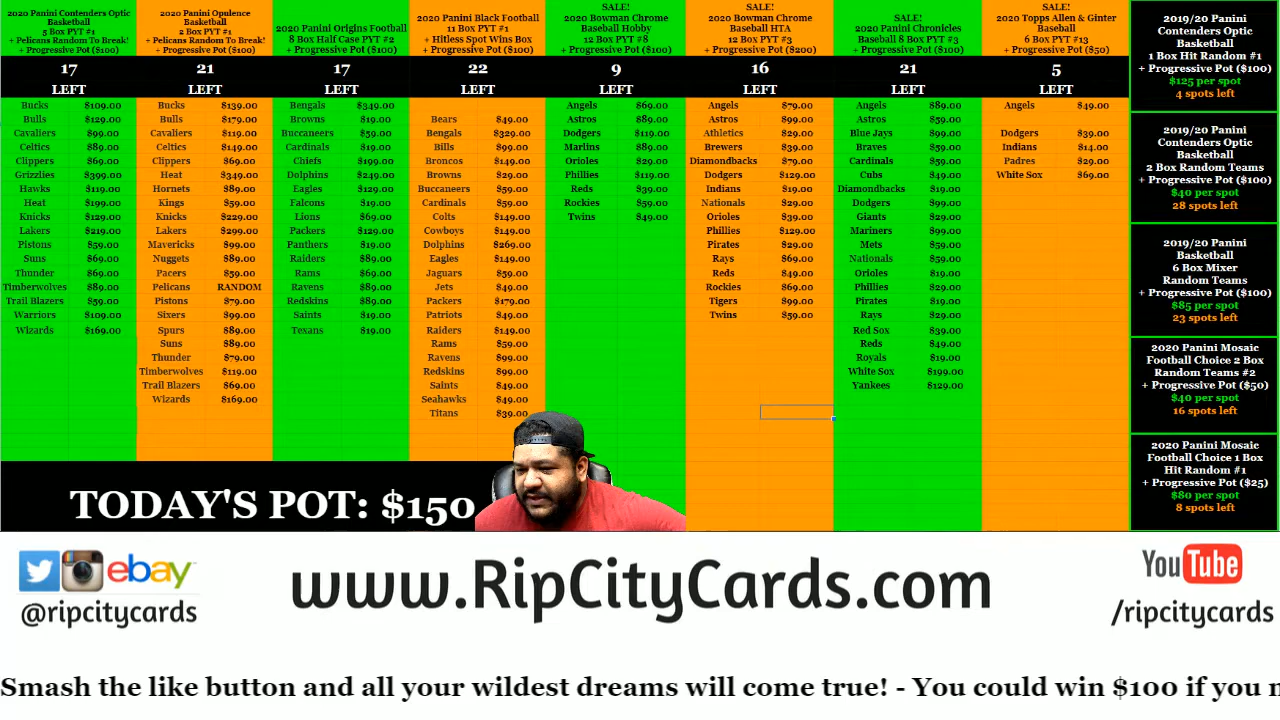 2020 Panini Contenders Optic
Basketball
5 Box PYT #1
+ Pelicans Random To Break!
+ Progressive Pot ($100)
17
LEFT
Bucks $109.00
Bulls $129.00
Cavaliers $99.00
Celtics $89.00
Clippers $69.00
Grizzlies $399.00
Hawks $119.00
Heat $199.00
Knicks $129.00
Lakers $219.00
Pistons $59.00
Suns $69.00
Thunder $69.00
Timberwolves $89.00
Trail Blazers $59.00
Warriors $109.00
Wizards $169.00
2020 Panini Opulence
Basketball
2 Box PYT #1
+ Pelicans Random To Break!
+ Progressive Pot ($100)
21
LEFT
Bucks $139.00
Bulls $179.00
Cavaliers $119.00
Celtics $149.00
Clippers $69.00
Heat $349.00
Hornets $89.00
Kings $59.00
Knicks $229.00
Lakers $299.00
Mavericks $99.00
Nuggets $89.00
Pacers $59.00
Pelicans RANDOM
Pistons $79.00
Sixers $99.00
Spurs $89.00
Suns $89.00
Thunder $79.00
Timberwolves $119.00
Trail Blazers $69.00
Wizards $169.00
2020 Panini Origins Football
8 Box Half Case PYT #2
+ Progressive Pot ($100)
17
LEFT
Bengals $349.00
Browns $19.00
Buccaneers $59.00
Cardinals $19.00
Chiefs $199.00
Dolphins $249.00
Eagles $129.00
Falcons $19.00
Lions $69.00
Packers $129.00
Panthers $19.00
Raiders $89.00
Rams $69.00
Ravens $89.00
Redskins $89.00
Saints $19.00
Texans $19.00
2020 Panini Black Football
11 Box PYT #1
+ Hitless Spot Wins Box
+ Progressive Pot ($100)
22
LEFT
Bears $49.00
Bengals $329.00
Bills $99.00
Broncos $149.00
Browns $29.00
Buccaneers $59.00
Cardinals $59.00
Colts $149.00
Cowboys $149.00
Dolphins $269.00
Eagles $149.00
Jaguars $59.00
Jets $49.00
Packers $179.00
Patriots $49.00
Raiders $149.00
Rams $59.00
Ravens $99.00
Redskins $99.00
Saints $49.00
Seahawks $49.00
Titans $39.00
SALE!
2020 Bowman Chrome
Baseball Hobby
12 Box PYT #8
+ Progressive Pot ($100)
9
LEFT
Angels $69.00
Astros $89.00
Dodgers $119.00
Marlins $89.00
Orioles $29.00
Phillies $119.00
Reds $39.00
Rockies $59.00
Twins $49.00
SALE!
2020 Bowman Chrome
Baseball HTA
12 Box PYT #3
+ Progressive Pot ($200)
16
LEFT
Angels $79.00
Astros $99.00
Athletics $29.00
Brewers $39.00
Diamondbacks $79.00
Dodgers $129.00
Indians $19.00
Nationals $29.00
Orioles $39.00
Phillies $129.00
Pirates $29.00
Rays $69.00
Reds $49.00
Rockies $69.00
Tigers $99.00
Twins $59.00
SALE!
2020 Panini Chronicles
Baseball 8 Box PYT #3
+ Progressive Pot ($100)
21
LEFT
Angels $89.00
Astros $59.00
Blue Jays $99.00
Braves $59.00
Cardinals $59.00
Cubs $49.00
Diamondbacks $19.00
Dodgers $99.00
Giants $29.00
Mariners $99.00
Mets $59.00
Nationals $59.00
Orioles $19.00
Phillies $29.00
Pirates $19.00
Rays $29.00
Red Sox $39.00
Reds $49.00
Royals $19.00
White Sox $199.00
Yankees $129.00
SALE!
2020 Topps Allen & Ginter
Baseball
6 Box PYT #13
+ Progressive Pot ($50)
5
LEFT
Angels $49.00
Dodgers $39.00
Indians $14.00
Padres $29.00
White Sox $69.00
2019/20 Panini
Contenders Optic
Basketball
1 Box Hit Random #1
+ Progressive Pot ($100)
$125 per spot
4 spots left
2019/20 Panini
Contenders Optic
Basketball
2 Box Random Teams
+ Progressive Pot ($100)
$40 per spot
28 spots left
2019/20 Panini
Basketball
6 Box Mixer
Random Teams
+ Progressive Pot ($100)
$85 per spot
23 spots left
2020 Panini Mosaic
Football Choice 2 Box
Random Teams #2
+ Progressive Pot ($50)
$40 per spot
16 spots left
2020 Panini Mosaic
Football Choice 1 Box
Hit Random #1
+ Progressive Pot ($25)
$80 per spot
8 spots left
TODAY'S POT: $150
ebay
@ripcitycards
www.RipCityCards.com
YouTube
/ripcitycards
Smash the like button and all your wildest dreams will come true! - You could win $100 if you